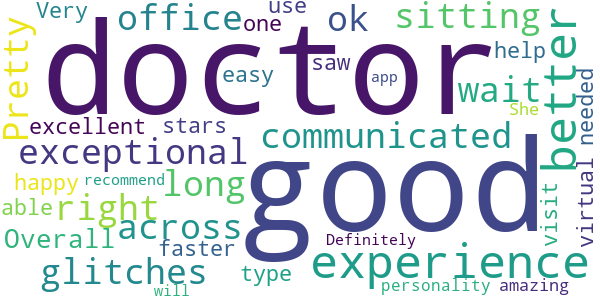 Very
office
use
one
ok
sitting
Pretty
doctor
better
easy
saw
app
help
wait
She
needed
excellent
stars
communicated
exceptional
good
happy
recommend
long
able
right
across
visit
virtual
Overall
faster
Definitely
experience
glitches
type
personality
amazing
will